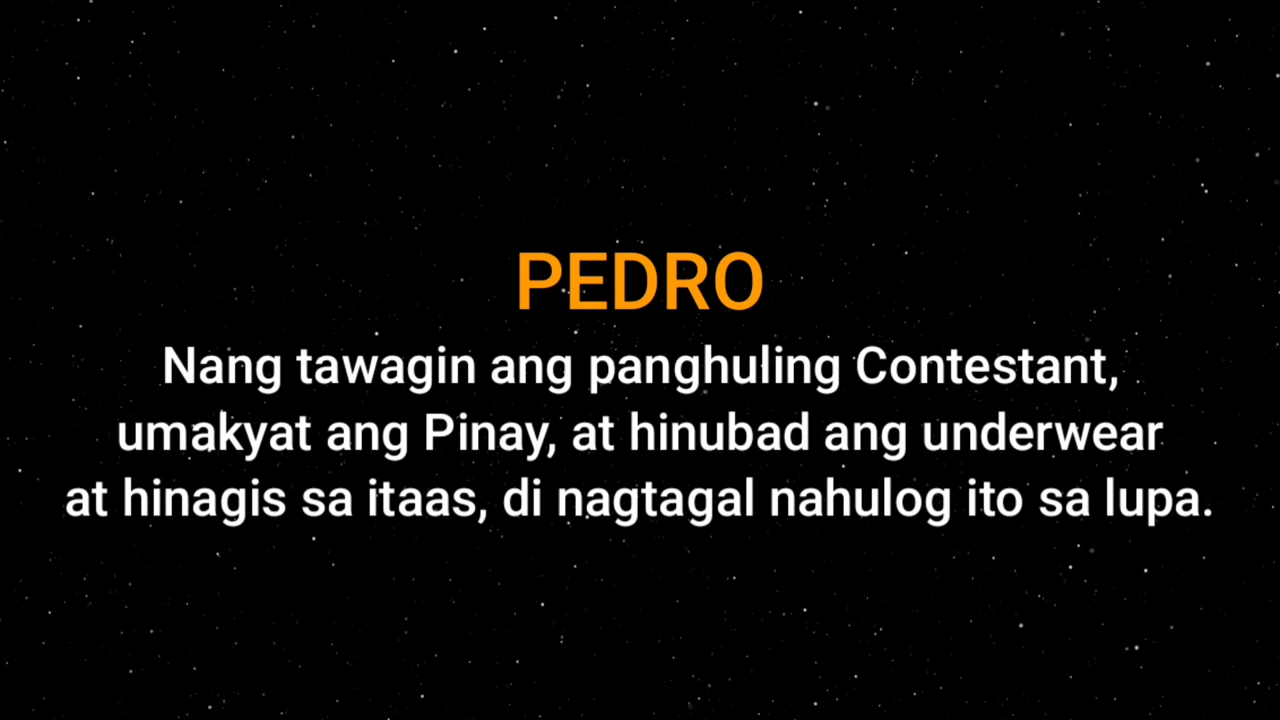 PEDRO
Nang tawagin ang panghuling Contestant,
umakyat ang Pinay, at hinubad ang underwear
at hinagis sa itaas, di nagtagal nahulog ito sa lupa.